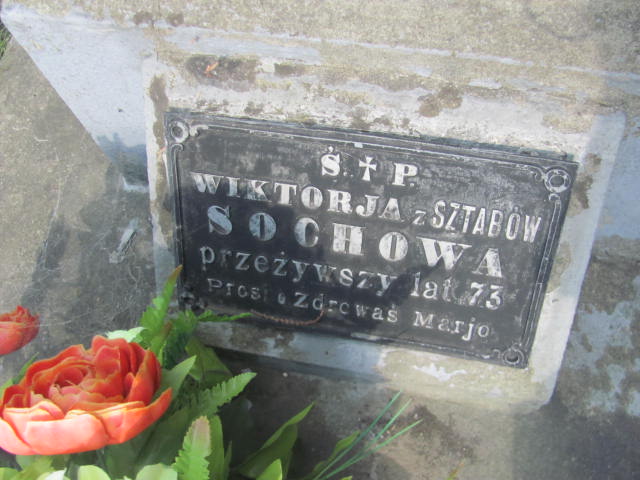 Ś.✝P.
WIKTORJA z SZTABÓW
SOCHOWA
przeżywszy lat 73
Prosi o Zdrowaś Marjo